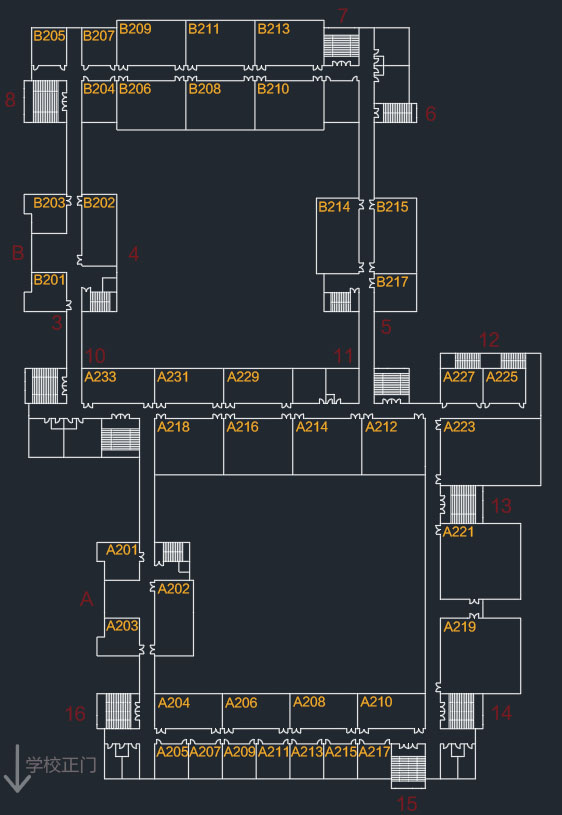 7
B205 B207 B209 B211 B213
B204 B206 B208 B210
8
6
B203 B202 B214 B215
B 4
B201 B217
3 5
10 11 12
A233 A231 A229 A227 A225
A218 A216 A214 A212 A223
13
A221
A201
A202
A
A203 A219
A204 A206 A208 A210
16 14
A205 A207 A209 A211 A213 A215 A217
学校正门
15